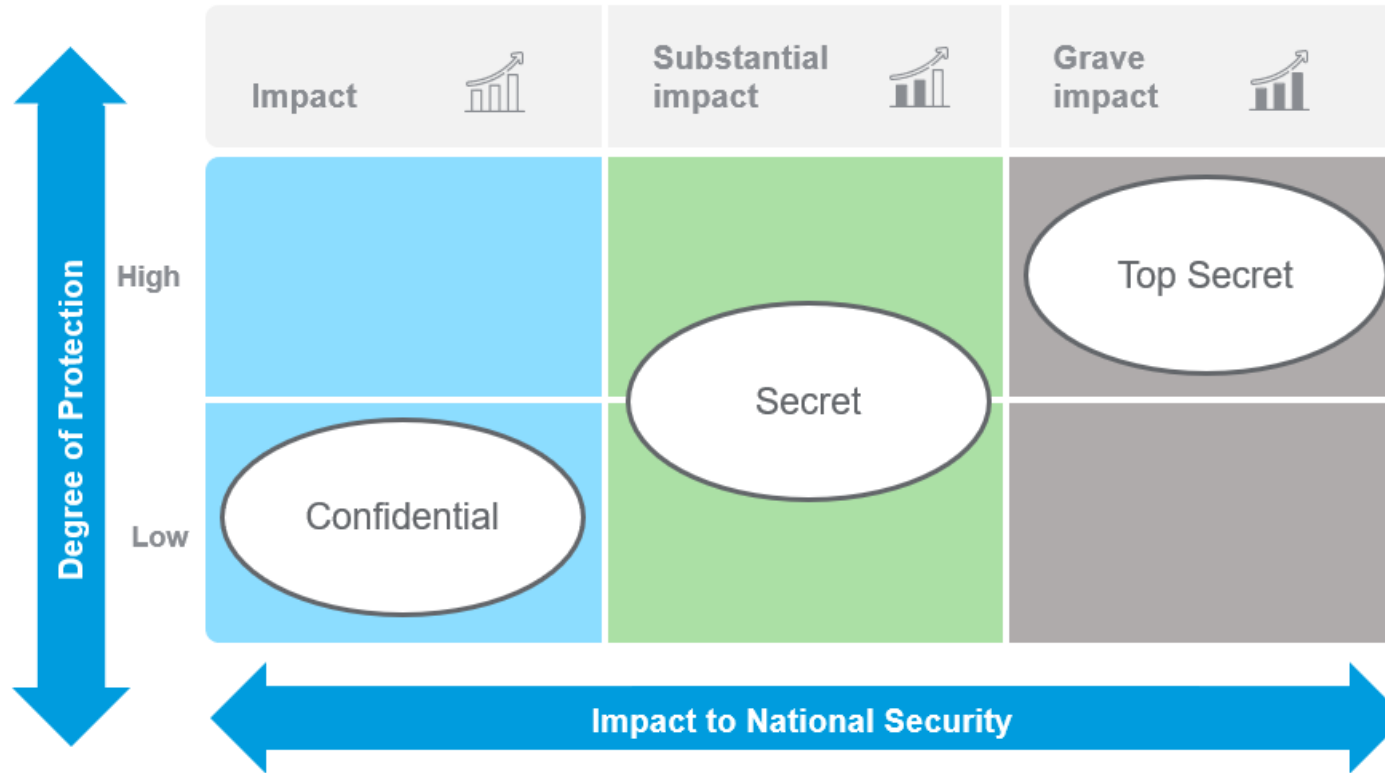 Impact
Substantial
impact
Grave
impact
Degree of Protection
High
Top Secret
Secret
Confidential
Low
Impact to National Security